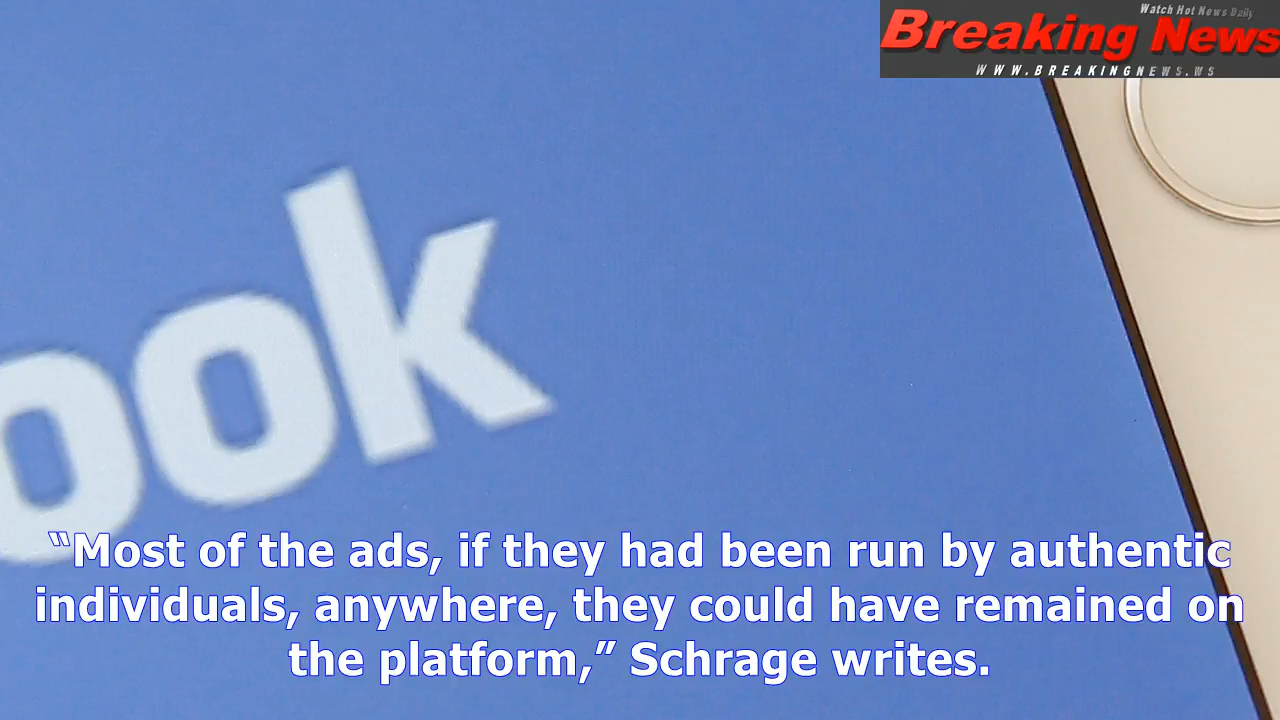 Watch Hot News Daily
Breaking News
WWW.BREAKINGNEWS.WS
ook
“Most of the ads, if they had been run by authentic
individuals, anywhere, they could have remained on
the platform,” Schrage writes.